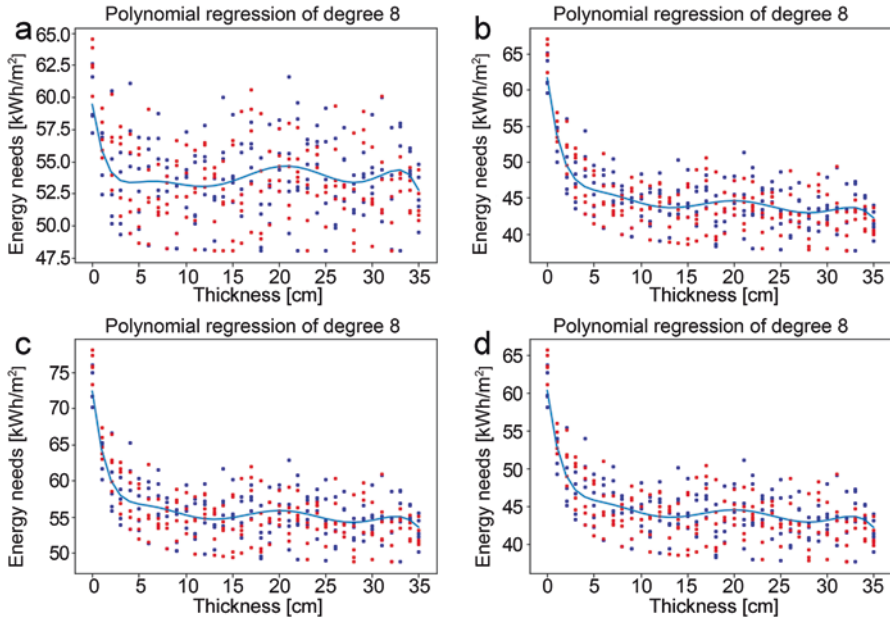 a
Polynomial regression of degree 8
Energy needs [kWh/m²]
65.0
62.5
60.0
57.5
55.0
52.5
50.0
47.5
0 5 10 15 20 25 30 35
Thickness [cm]
b
Polynomial regression of degree 8
Energy needs [kWh/m²]
65
60
55
50
45
40
0 5 10 15 20 25 30 35
Thickness [cm]
c
Polynomial regression of degree 8
Energy needs [kWh/m²]
75
70
65
60
55
50
0 5 10 15 20 25 30 35
Thickness [cm]
d
Polynomial regression of degree 8
Energy needs [kWh/m²]
65
60
55
50
45
40
0 5 10 15 20 25 30 35
Thickness [cm]